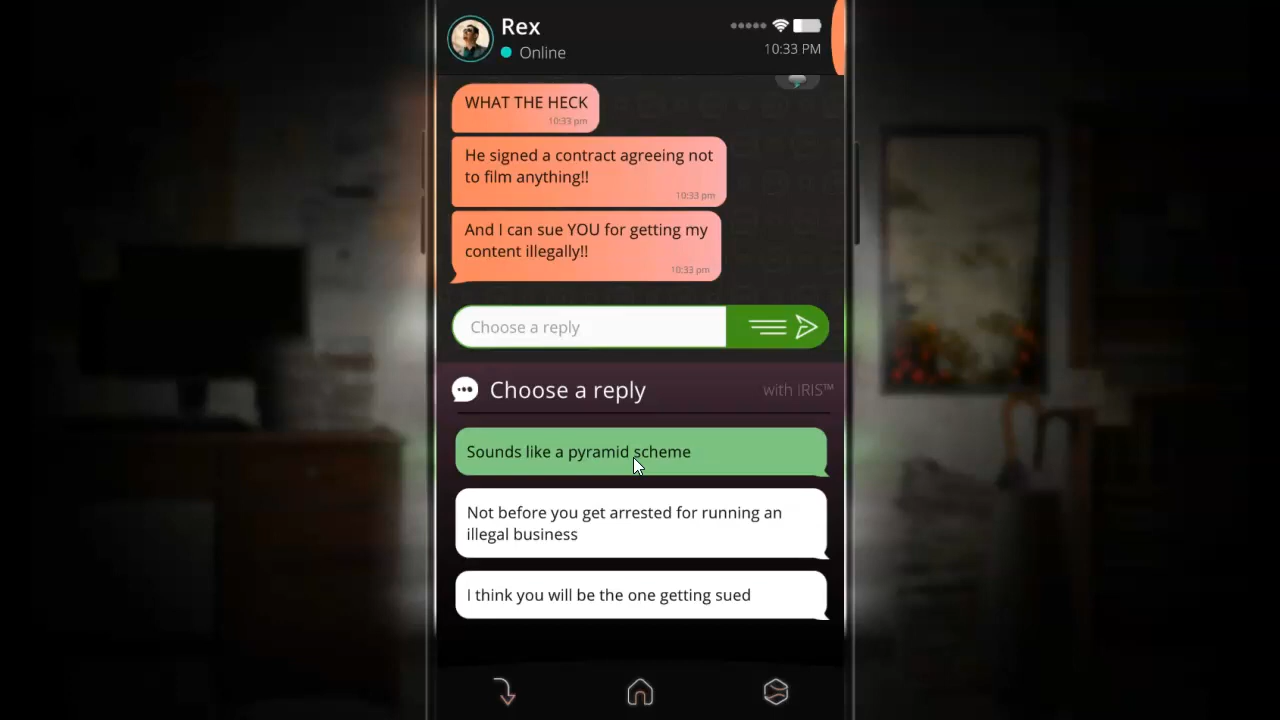 Rex
Online
10:33 PM
WHAT THE HECK
10:33 pm
He signed a contract agreeing not
to film anything!!
10:33 pm
And I can sue YOU for getting my
content illegally!!
10:33 pm
Choose a reply
Choose a reply
with IRIS™
Sounds like a pyramid scheme
Not before you get arrested for running an
illegal business
I think you will be the one getting sued